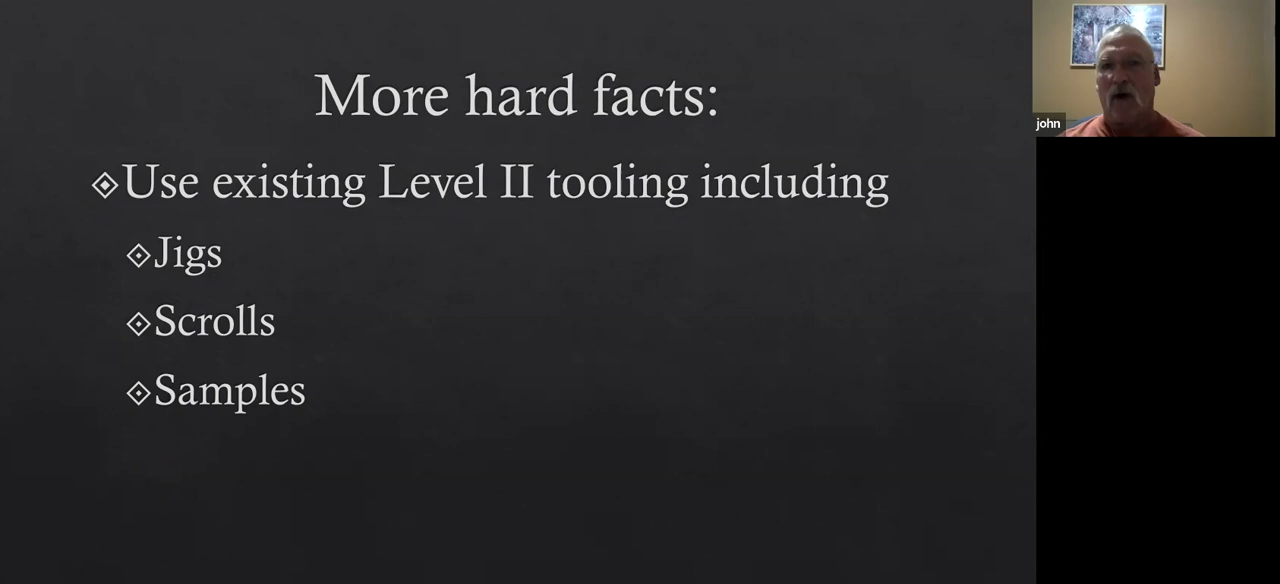 More hard facts:
Use existing Level II tooling including
Jigs
Scrolls
Samples
john